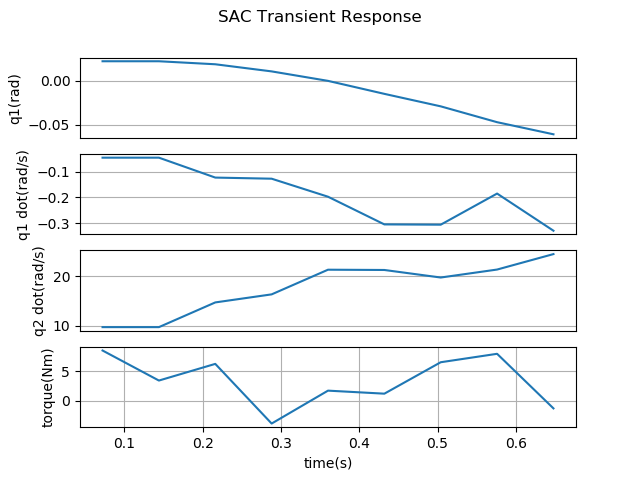 SAC Transient Response
q1(rad)
0.00
−0.05
q1 dot(rad/s)
−0.1
−0.2
−0.3
q2 dot(rad/s)
20
10
torque(Nm)
5
0
0.1 0.2 0.3 0.4 0.5 0.6
time(s)